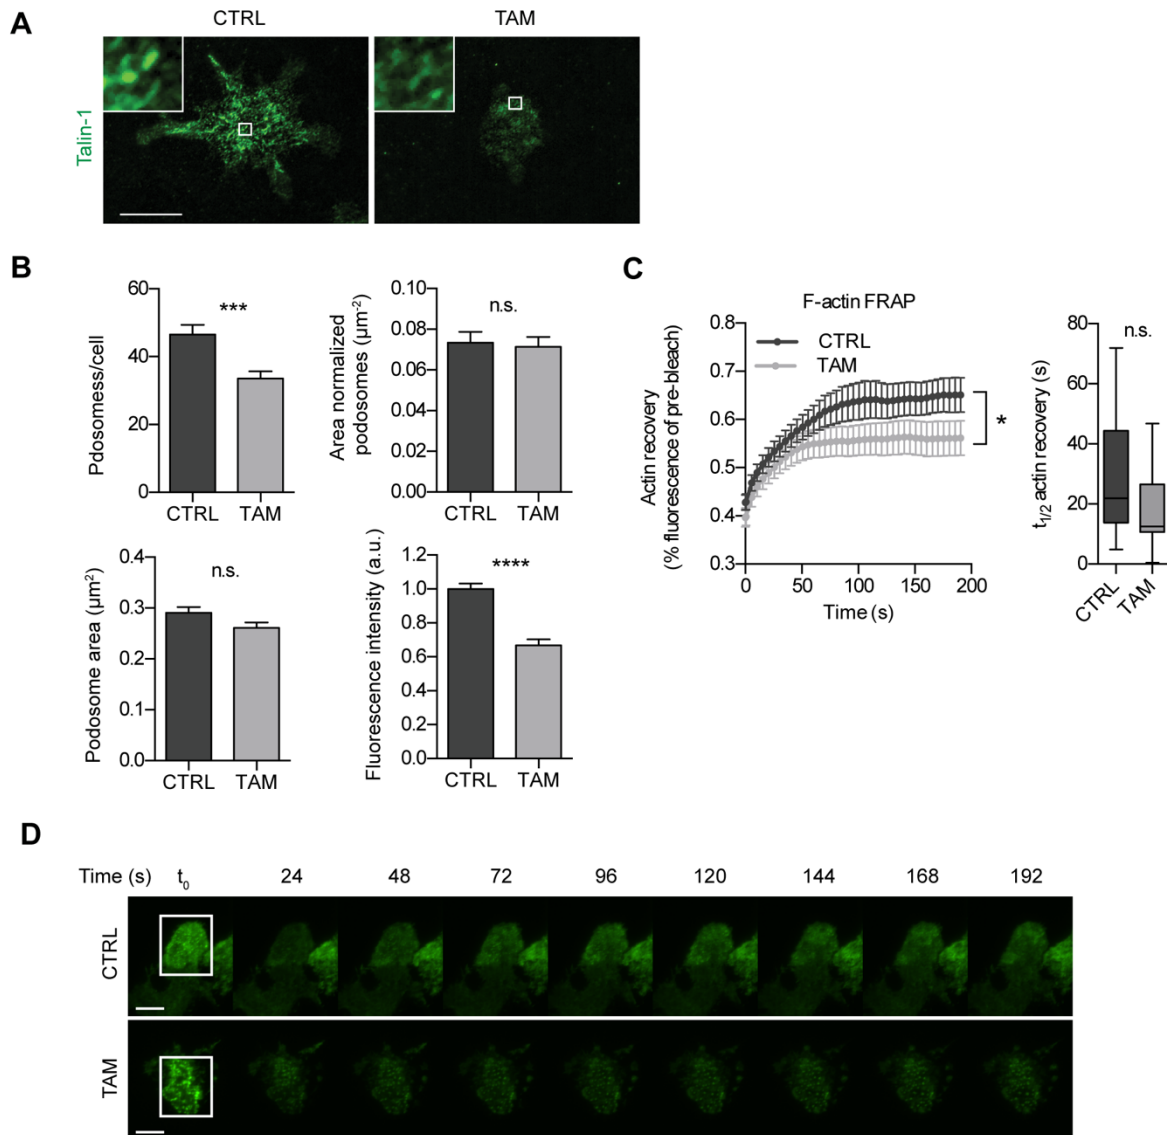 A
CTRL TAM
Talin-1
B
Pdosomess/cell
60
40
20
0
***
CTRL TAM
Area normalized
podosomes (µm⁻²)
0.10
0.08
0.06
0.04
0.02
0.00
n.s.
CTRL TAM
Podosome area (µm²)
0.4
0.3
0.2
0.1
0.0
n.s.
CTRL TAM
Fluorescence intensity (a.u.)
1.2
1.0
0.8
0.6
0.4
0.2
0.0
****
CTRL TAM
C
F-actin FRAP
CTRL
TAM
Actin recovery
(% fluorescence of pre-bleach)
0.8
0.7
0.6
0.5
0.4
0.3
*
0 50 100 150 200
Time (s)
t1/2 actin recovery (s)
80
60
40
20
0
n.s.
CTRL TAM
D
Time (s) t0 24 48 72 96 120 144 168 192
CTRL
TAM